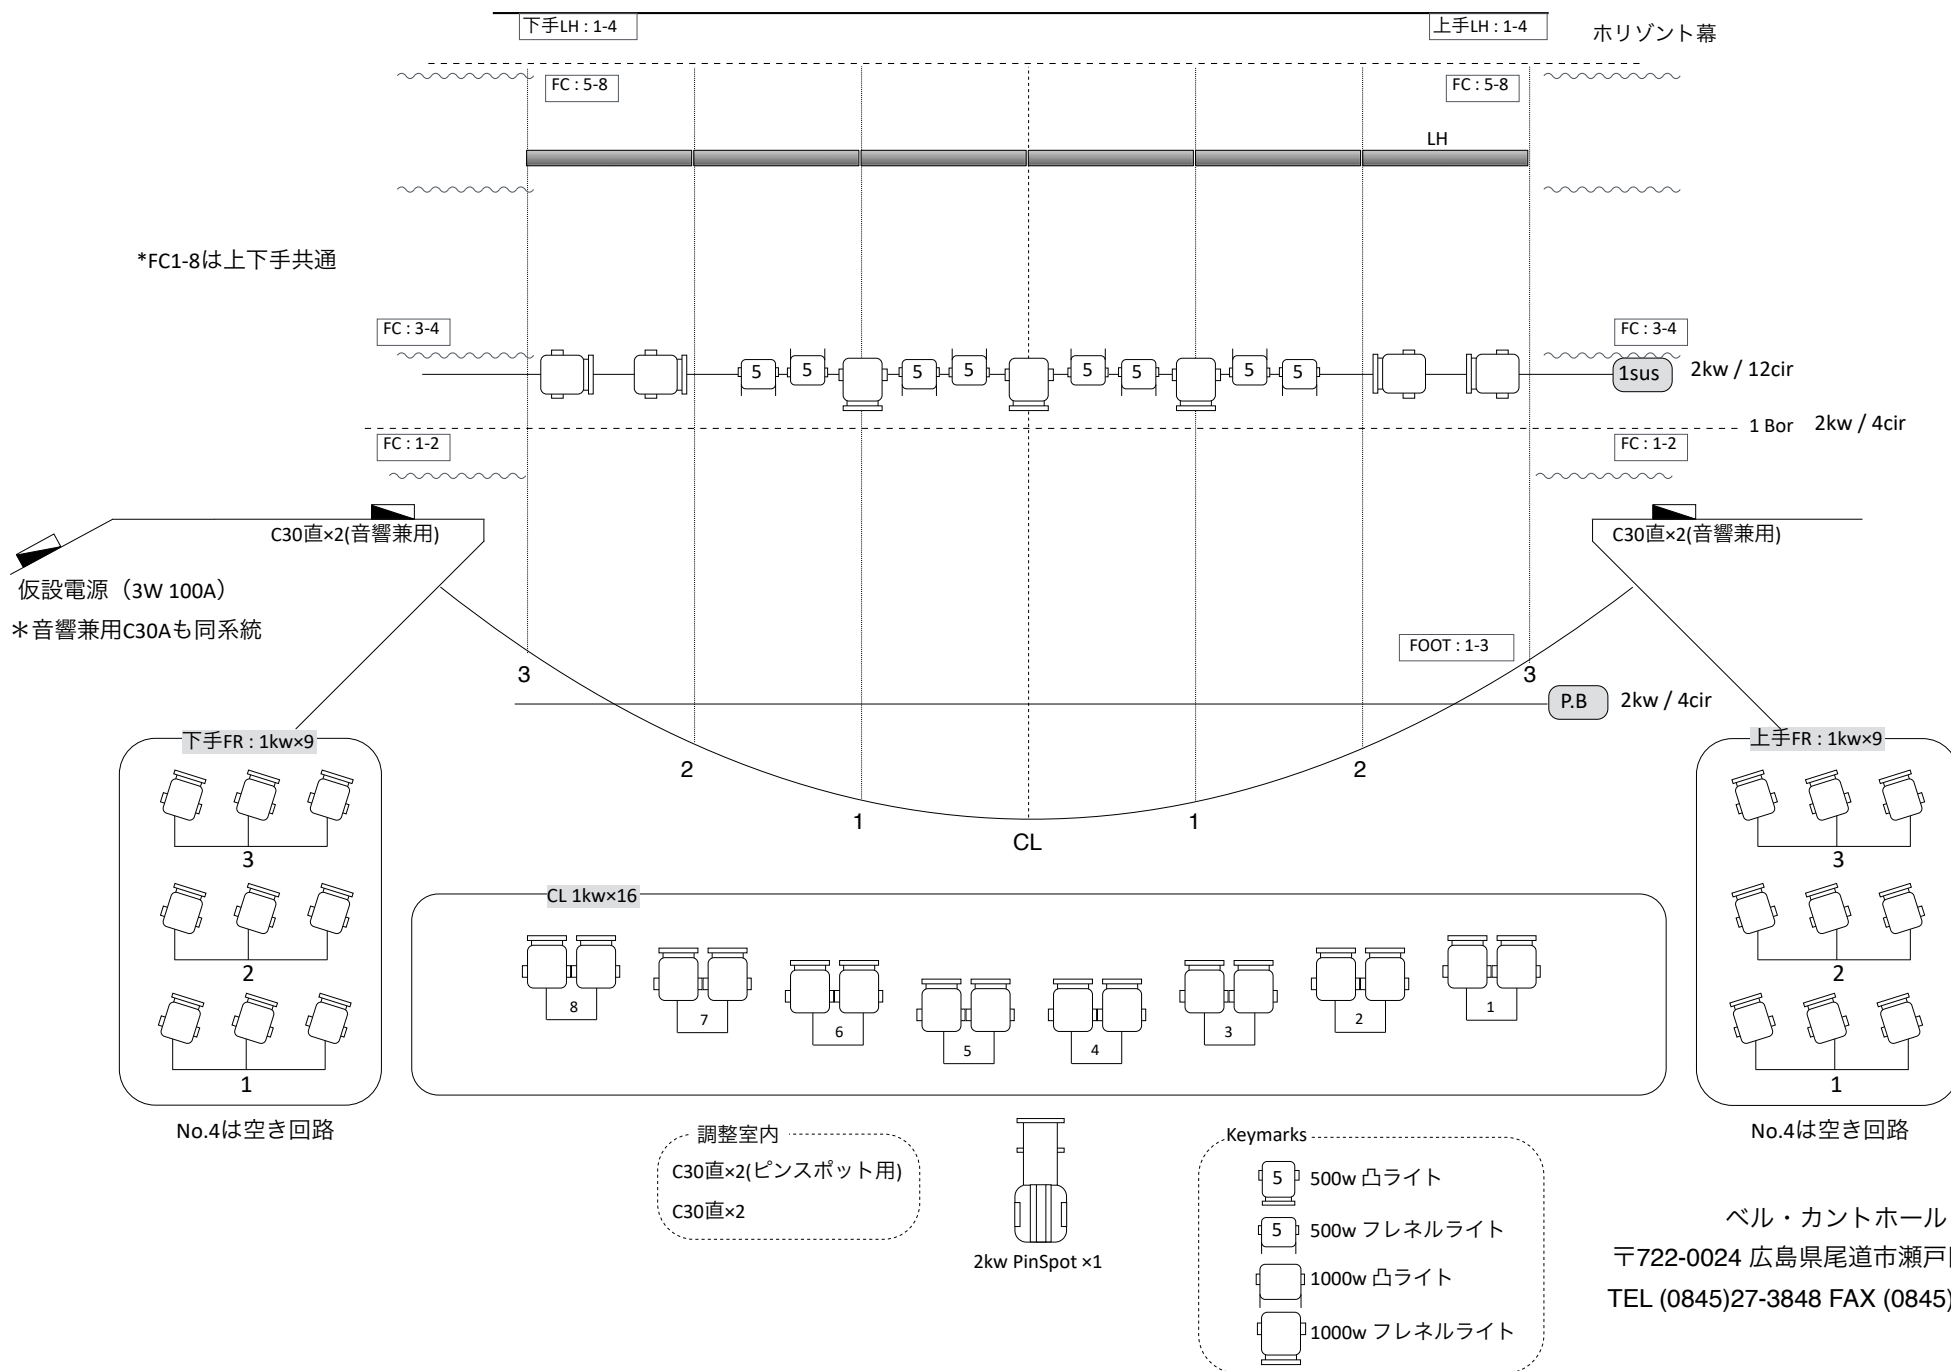 下手LH : 1-4
上手LH : 1-4
ホリゾント幕
FC : 5-8
FC : 5-8
LH
*FC1-8は上下手共通
FC : 3-4
FC : 3-4
5
5
5
5
5
5
5
5
1sus
2kw / 12cir
1 Bor
2kw / 4cir
FC : 1-2
FC : 1-2
C30直×2(音響兼用)
C30直×2(音響兼用)
仮設電源（3W 100A）
＊音響兼用C30Aも同系統
FOOT : 1-3
3
3
P.B
2kw / 4cir
2
2
1
1
CL
下手FR : 1kw×9
3
2
1
No.4は空き回路
上手FR : 1kw×9
3
2
1
No.4は空き回路
CL 1kw×16
8
7
6
5
4
3
2
1
調整室内
C30直×2(ピンスポット用)
C30直×2
2kw PinSpot ×1
Keymarks
5
500w 凸ライト
5
500w フレネルライト
1000w 凸ライト
1000w フレネルライト
ベル・カントホール
〒722-0024 広島県尾道市瀬戸
TEL (0845)27-3848 FAX (0845)